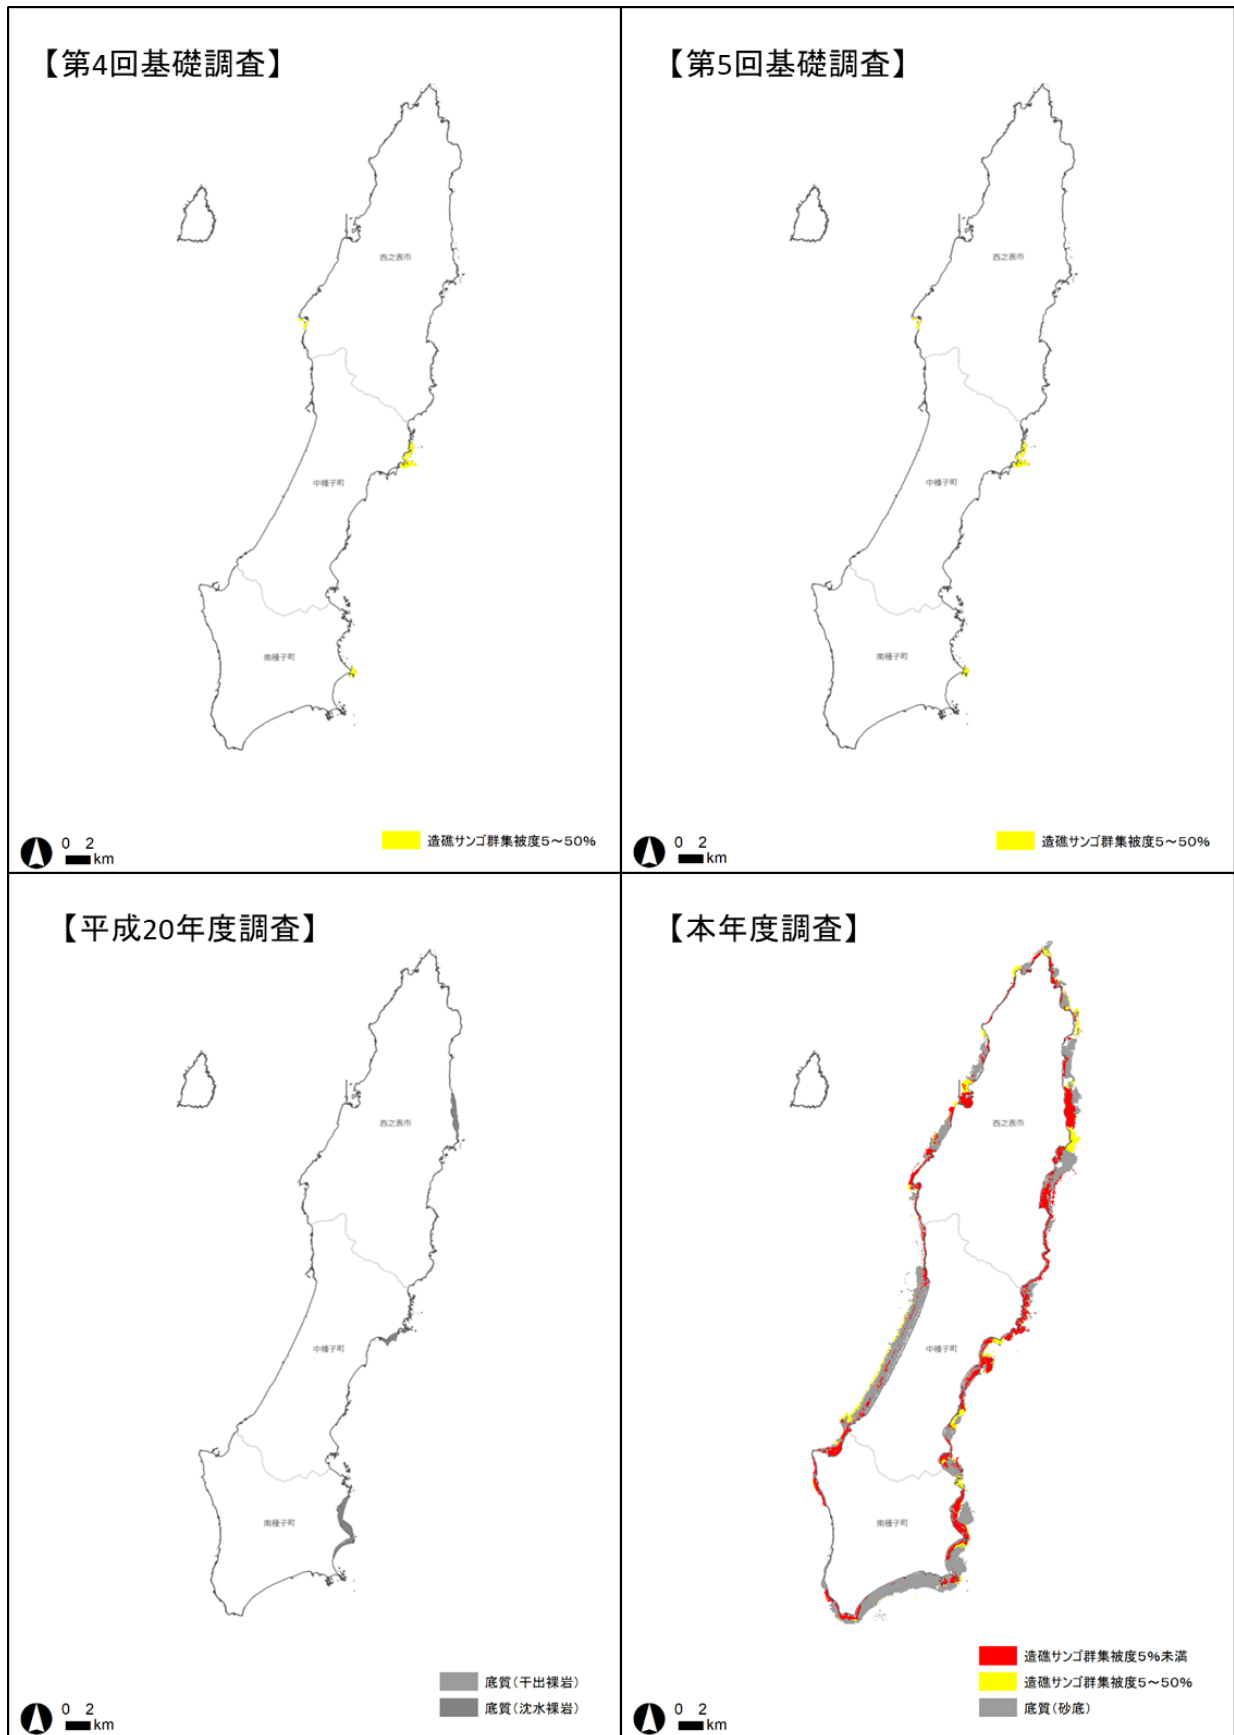 【第4回基礎調査】
西之表市
中種子町
南種子町
0 2
km
造礁サンゴ群集被度5～50%
【第5回基礎調査】
西之表市
中種子町
南種子町
0 2
km
造礁サンゴ群集被度5～50%
【平成20年度調査】
西之表市
中種子町
南種子町
底質（干出裸岩）
底質（沈水裸岩）
0 2
km
【本年度調査】
西之表市
中種子町
南種子町
造礁サンゴ群集被度5%未満
造礁サンゴ群集被度5～50%
底質（砂底）
0 2
km